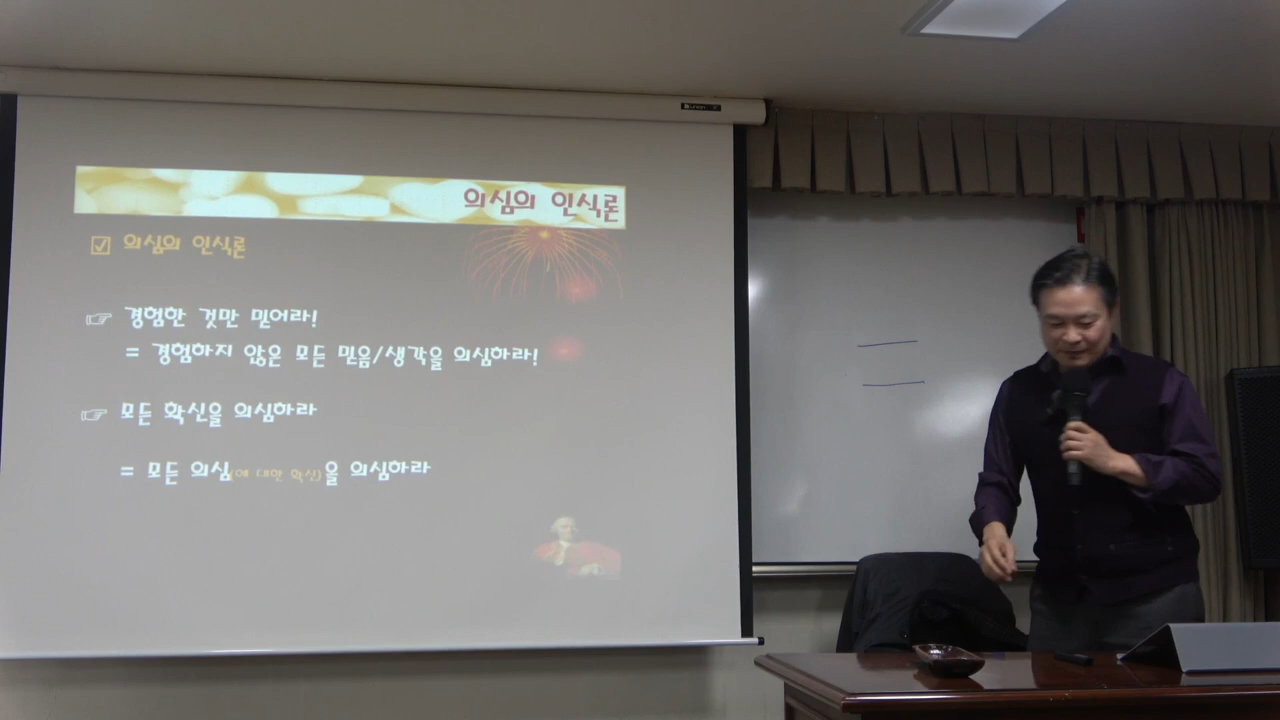 의심의 인식론
☑ 의심의 인식론
☞ 경험한 것만 믿어라!
= 경험하지 않은 모든 믿음/생각을 의심하라!
☞ 모든 확신을 의심하라
= 모든 의심(에 대한 확신)을 의심하라